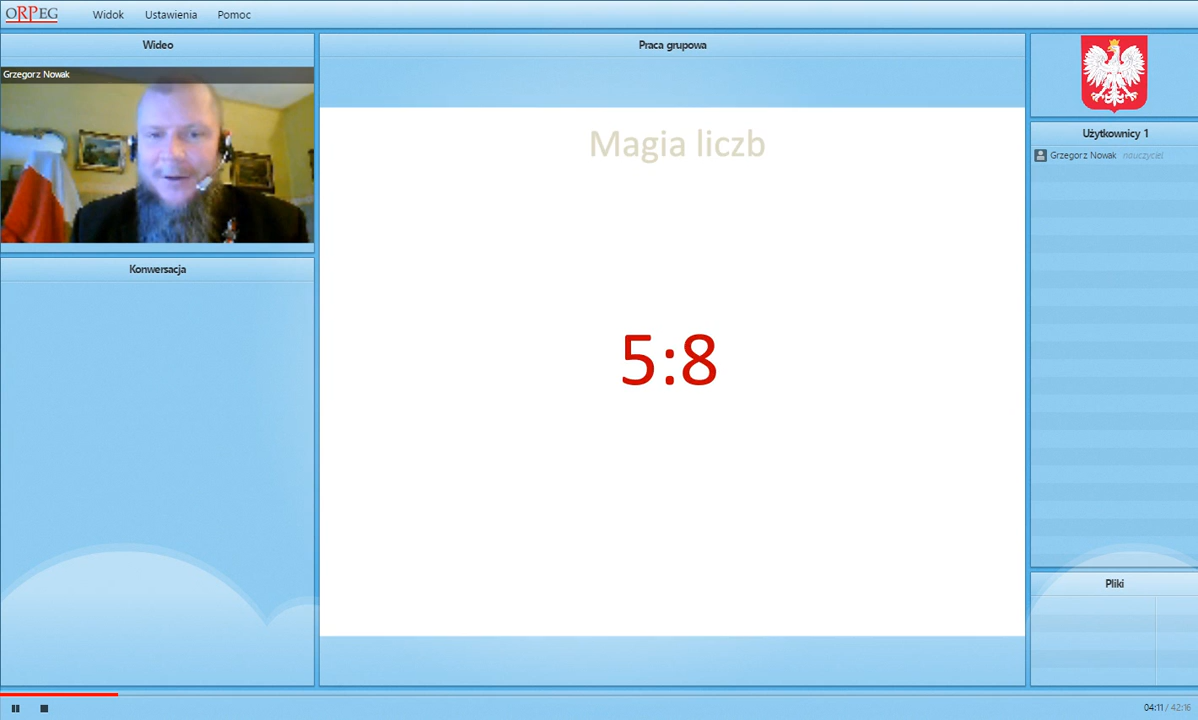 ORPEG
Widok Ustawienia Pomoc
Wideo
Grzegorz Nowak
Konwersacja
Praca grupowa
Magia liczb
5:8
Użytkownicy 1
Grzegorz Nowak nauczyciel
Pliki
04:11 / 42:16